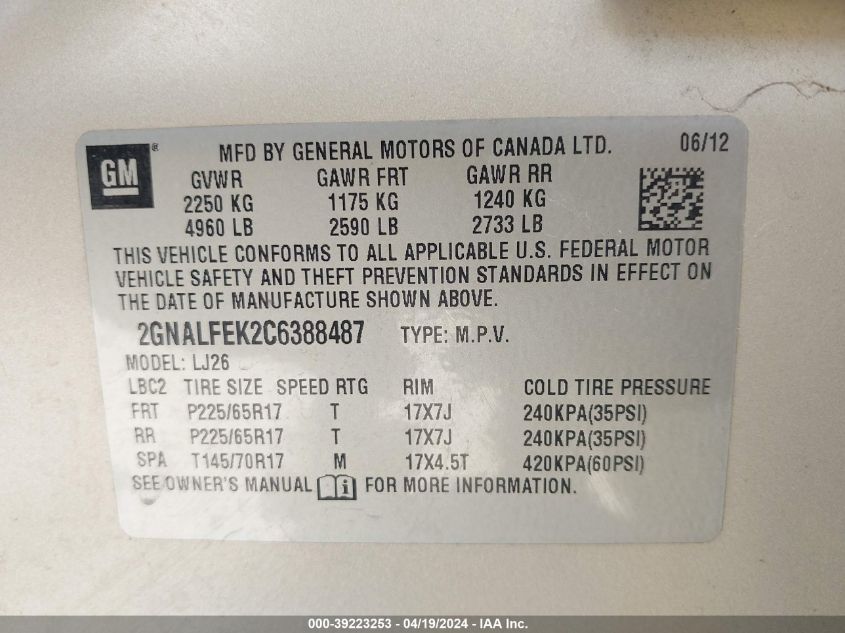 GM ® MFD BY GENERAL MOTORS OF CANADA LTD. 06/12
GVWR GAWR FRT GAWR RR
2250 KG 1175 KG 1240 KG
4960 LB 2590 LB 2733 LB
THIS VEHICLE CONFORMS TO ALL APPLICABLE U.S. FEDERAL MOTOR
VEHICLE SAFETY AND THEFT PREVENTION STANDARDS IN EFFECT ON
THE DATE OF MANUFACTURE SHOWN ABOVE.
2GNALFEK2C6388487 TYPE: M.P.V.
MODEL: LJ26
LBC2 TIRE SIZE SPEED RTG RIM COLD TIRE PRESSURE
FRT P225/65R17 T 17X7J 240KPA(35PSI)
RR P225/65R17 T 17X7J 240KPA(35PSI)
SPA T145/70R17 M 17X4.5T 420KPA(60PSI)
SEE OWNER'S MANUAL i FOR MORE INFORMATION.
000-39223253 - 04/19/2024 - IAA Inc.